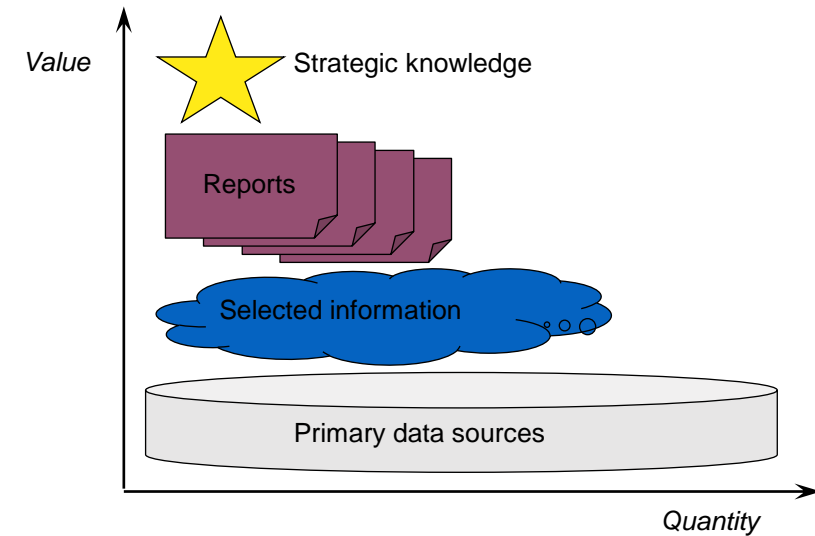 Value
Strategic knowledge
Reports
Selected information
Primary data sources
Quantity